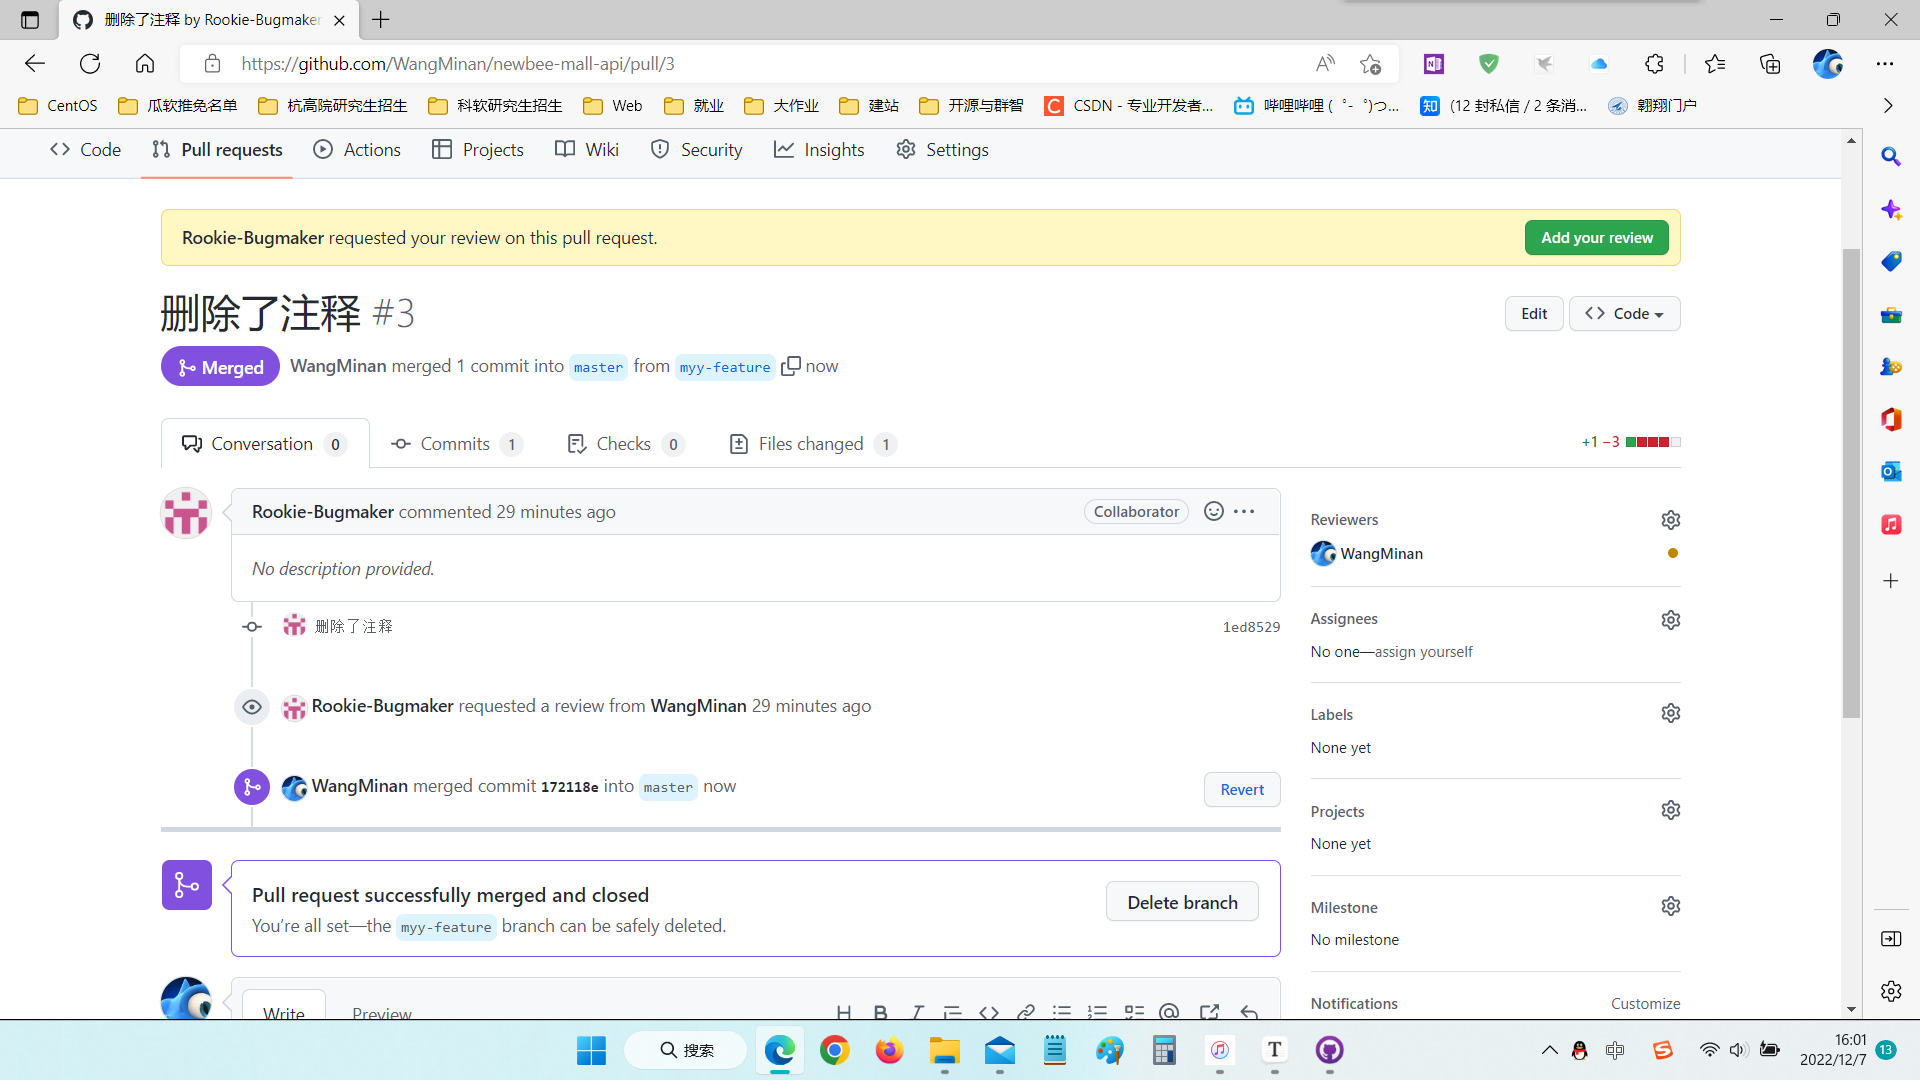 删除了注释 by Rookie-Bugmaker
https://github.com/WangMinan/newbee-mall-api/pull/3
CentOS
瓜软推免名单
杭高院研究生招生
科软研究生招生
Web
就业
大作业
建站
开源与群智
CSDN - 专业开发者...
哔哩哔哩 (゜-゜)つ...
(12 封私信 / 2 条消...
翱翔门户
Code
Pull requests
Actions
Projects
Wiki
Security
Insights
Settings
Rookie-Bugmaker requested your review on this pull request.
Add your review
删除了注释 #3
Edit
Code
Merged
WangMinan merged 1 commit into master from myy-feature now
Conversation 0
Commits 1
Checks 0
Files changed 1
+1 −3
Rookie-Bugmaker commented 29 minutes ago
Collaborator
No description provided.
删除了注释
1ed8529
Rookie-Bugmaker requested a review from WangMinan 29 minutes ago
WangMinan merged commit 172118e into master now
Revert
Pull request successfully merged and closed
You're all set—the myy-feature branch can be safely deleted.
Delete branch
Write
Preview
Reviewers
WangMinan
Assignees
No one—assign yourself
Labels
None yet
Projects
None yet
Milestone
No milestone
Notifications
Customize
搜索
中
16:01
2022/12/7
13